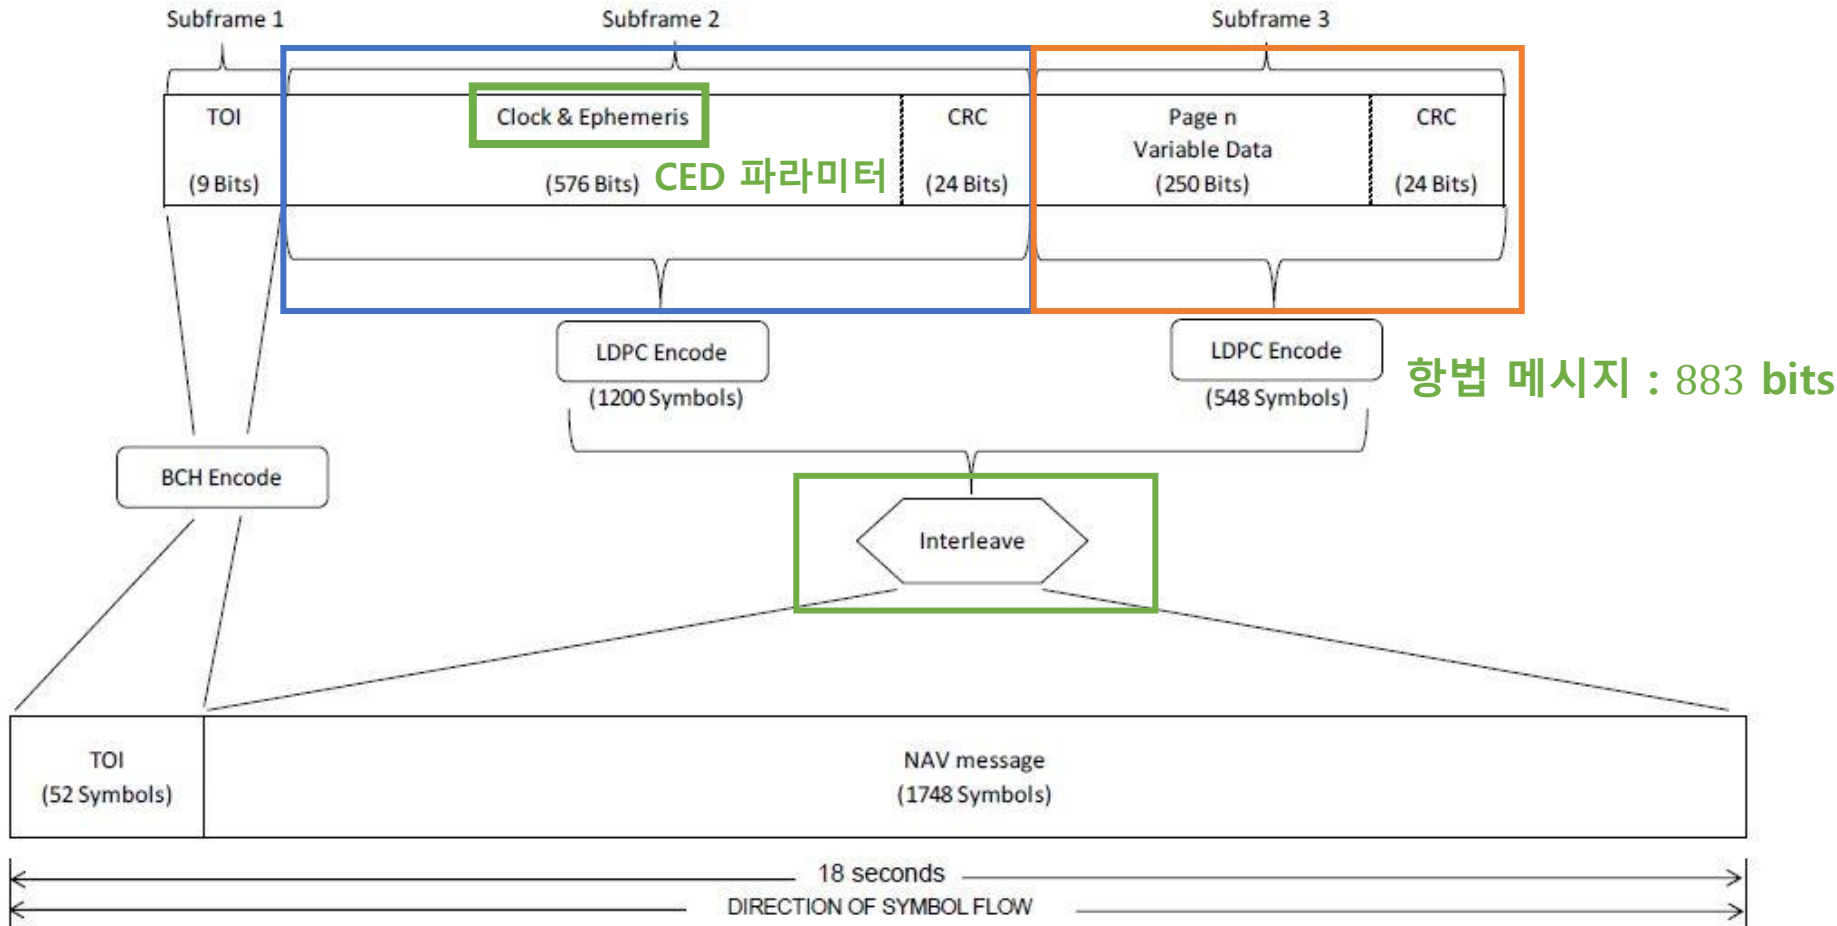 Subframe 1
Subframe 2
Subframe 3
TOI
(9 Bits)
Clock & Ephemeris
(576 Bits)
CED 파라미터
CRC
(24 Bits)
Page n
Variable Data
(250 Bits)
CRC
(24 Bits)
LDPC Encode
(1200 Symbols)
LDPC Encode
(548 Symbols)
항법 메시지 : 883 bits
BCH Encode
Interleave
TOI
(52 Symbols)
NAV message
(1748 Symbols)
18 seconds
DIRECTION OF SYMBOL FLOW